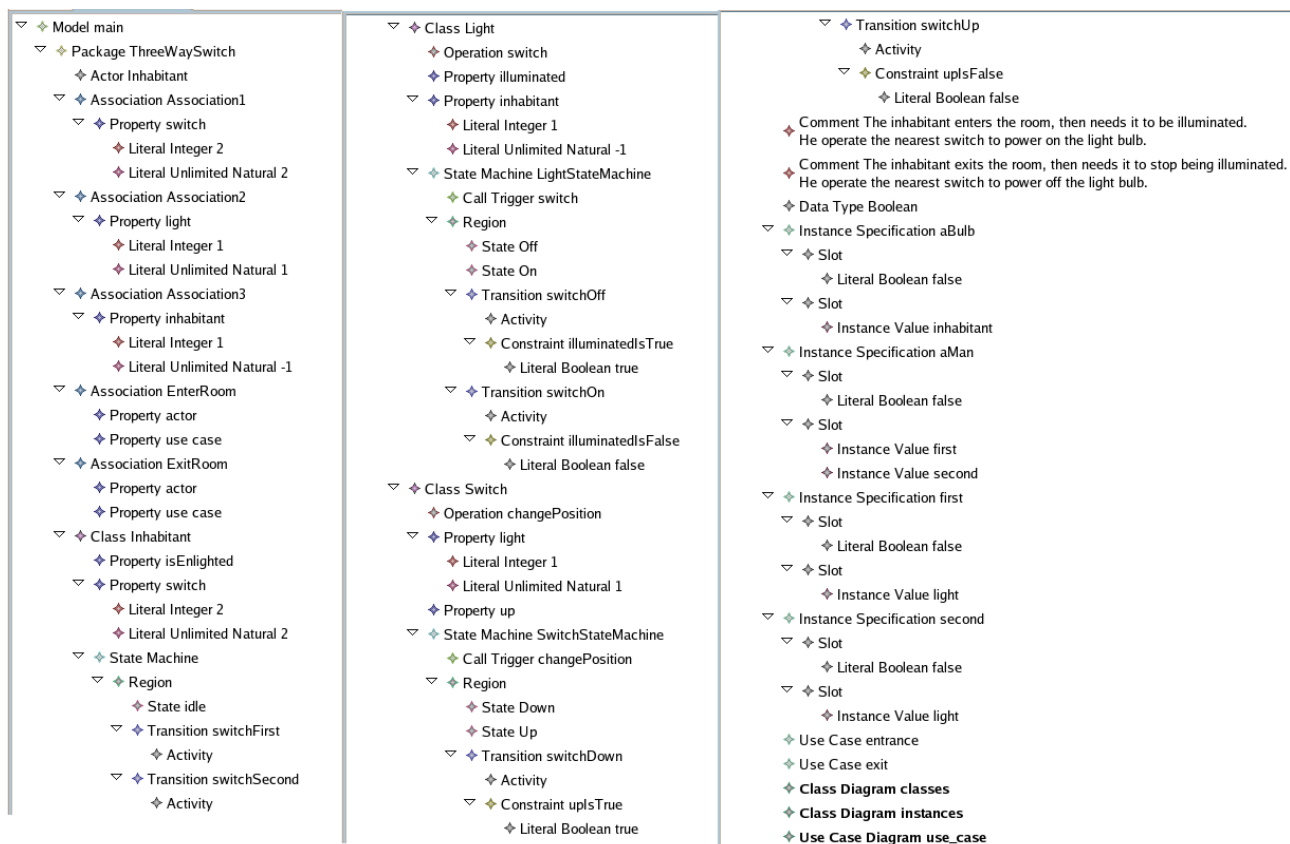 Model main
Package ThreeWaySwitch
Actor Inhabitant
Association Association1
Property switch
Literal Integer 2
Literal Unlimited Natural 2
Association Association2
Property light
Literal Integer 1
Literal Unlimited Natural 1
Association Association3
Property inhabitant
Literal Integer 1
Literal Unlimited Natural -1
Association EnterRoom
Property actor
Property use case
Association ExitRoom
Property actor
Property use case
Class Inhabitant
Property isEnlighted
Property switch
Literal Integer 2
Literal Unlimited Natural 2
State Machine
Region
State idle
Transition switchFirst
Activity
Transition switchSecond
Activity
Class Light
Operation switch
Property illuminated
Property inhabitant
Literal Integer 1
Literal Unlimited Natural -1
State Machine LightStateMachine
Call Trigger switch
Region
State Off
State On
Transition switchOff
Activity
Constraint illuminatedIsTrue
Literal Boolean true
Transition switchOn
Activity
Constraint illuminatedIsFalse
Literal Boolean false
Class Switch
Operation changePosition
Property light
Literal Integer 1
Literal Unlimited Natural 1
Property up
State Machine SwitchStateMachine
Call Trigger changePosition
Region
State Down
State Up
Transition switchDown
Activity
Constraint upIsTrue
Literal Boolean true
Transition switchUp
Activity
Constraint upIsFalse
Literal Boolean false
Comment The inhabitant enters the room, then needs it to be illuminated.
He operate the nearest switch to power on the light bulb.
Comment The inhabitant exits the room, then needs it to stop being illuminated.
He operate the nearest switch to power off the light bulb.
Data Type Boolean
Instance Specification aBulb
Slot
Literal Boolean false
Slot
Instance Value inhabitant
Instance Specification aMan
Slot
Literal Boolean false
Slot
Instance Value first
Instance Value second
Instance Specification first
Slot
Literal Boolean false
Slot
Instance Value light
Instance Specification second
Slot
Literal Boolean false
Slot
Instance Value light
Use Case entrance
Use Case exit
Class Diagram classes
Class Diagram instances
Use Case Diagram use_case